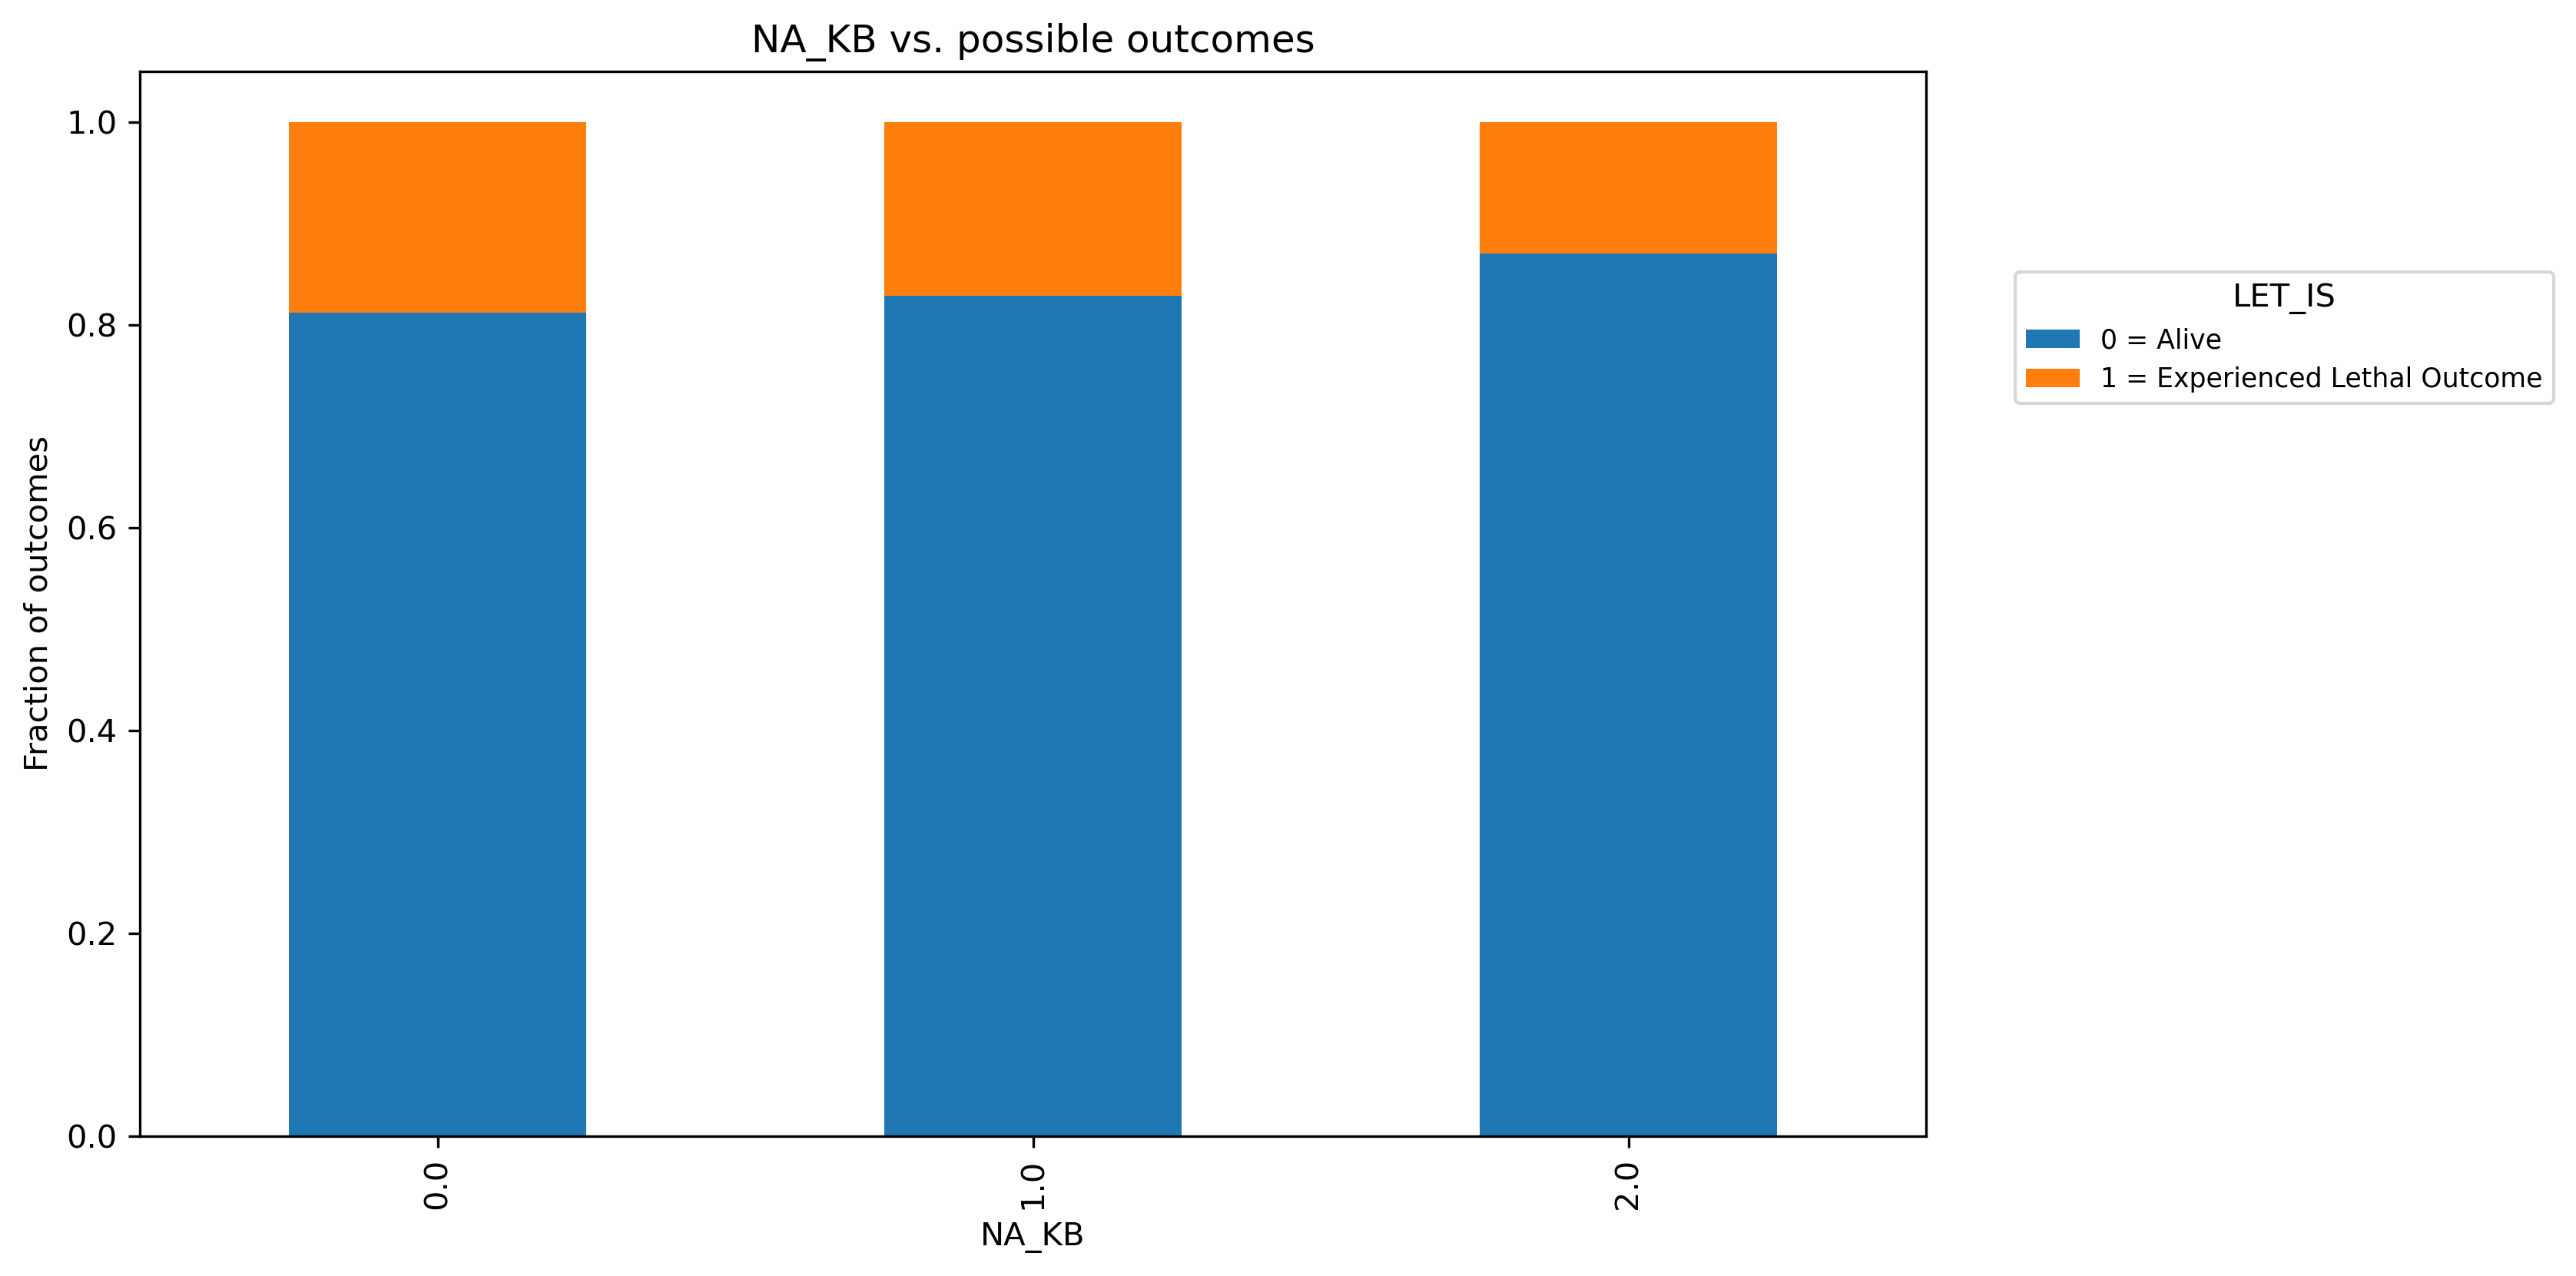 NA_KB vs. possible outcomes
Fraction of outcomes
1.0
0.8
0.6
0.4
0.2
0.0
0.0
1.0
2.0
NA_KB
LET_IS
0 = Alive
1 = Experienced Lethal Outcome